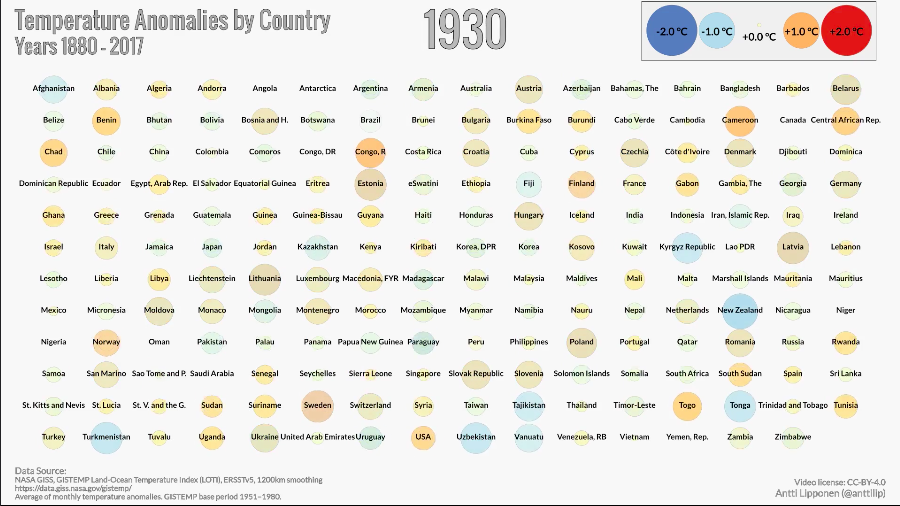 Temperature Anomalies by Country
Years 1880 - 2017
1930
-2.0 °C -1.0 °C +0.0 °C +1.0 °C +2.0 °C
Afghanistan Albania Algeria Andorra Angola Antarctica Argentina Armenia Australia Austria Azerbaijan Bahamas, The Bahrain Bangladesh Barbados Belarus
Belize Benin Bhutan Bolivia Bosnia and H. Botswana Brazil Brunei Bulgaria Burkina Faso Burundi Cabo Verde Cambodia Cameroon Canada Central African Rep.
Chad Chile China Colombia Comoros Congo, DR Congo, R Costa Rica Croatia Cuba Cyprus Czechia Côte d'Ivoire Denmark Djibouti Dominica
Dominican Republic Ecuador Egypt, Arab Rep. El Salvador Equatorial Guinea Eritrea Estonia eSwatini Ethiopia Fiji Finland France Gabon Gambia, The Georgia Germany
Ghana Greece Grenada Guatemala Guinea Guinea-Bissau Guyana Haiti Honduras Hungary Iceland India Indonesia Iran, Islamic Rep. Iraq Ireland
Israel Italy Jamaica Japan Jordan Kazakhstan Kenya Kiribati Korea, DPR Korea Kosovo Kuwait Kyrgyz Republic Lao PDR Latvia Lebanon
Lesotho Liberia Libya Liechtenstein Lithuania Luxembourg Macedonia, FYR Madagascar Malawi Malaysia Maldives Mali Malta Marshall Islands Mauritania Mauritius
Mexico Micronesia Moldova Monaco Mongolia Montenegro Morocco Mozambique Myanmar Namibia Nauru Nepal Netherlands New Zealand Nicaragua Niger
Nigeria Norway Oman Pakistan Palau Panama Papua New Guinea Paraguay Peru Philippines Poland Portugal Qatar Romania Russia Rwanda
Samoa San Marino Sao Tome and P. Saudi Arabia Senegal Seychelles Sierra Leone Singapore Slovak Republic Slovenia Solomon Islands Somalia South Africa South Sudan Spain Sri Lanka
St. Kitts and Nevis St. Lucia St. V. and the G. Sudan Suriname Sweden Switzerland Syria Taiwan Tajikistan Thailand Timor-Leste Togo Tonga Trinidad and Tobago Tunisia
Turkey Turkmenistan Tuvalu Uganda Ukraine United Arab Emirates Uruguay USA Uzbekistan Vanuatu Venezuela, RB Vietnam Yemen, Rep. Zambia Zimbabwe
Data Source:
NASA GISS, GISTEMP Land-Ocean Temperature Index (LOTI), ERSSTv5, 1200km smoothing
https://data.giss.nasa.gov/gistemp/
Average of monthly temperature anomalies. GISTEMP base period 1951-1980.
Video license: CC-BY-4.0
Antti Lipponen (@anttilip)